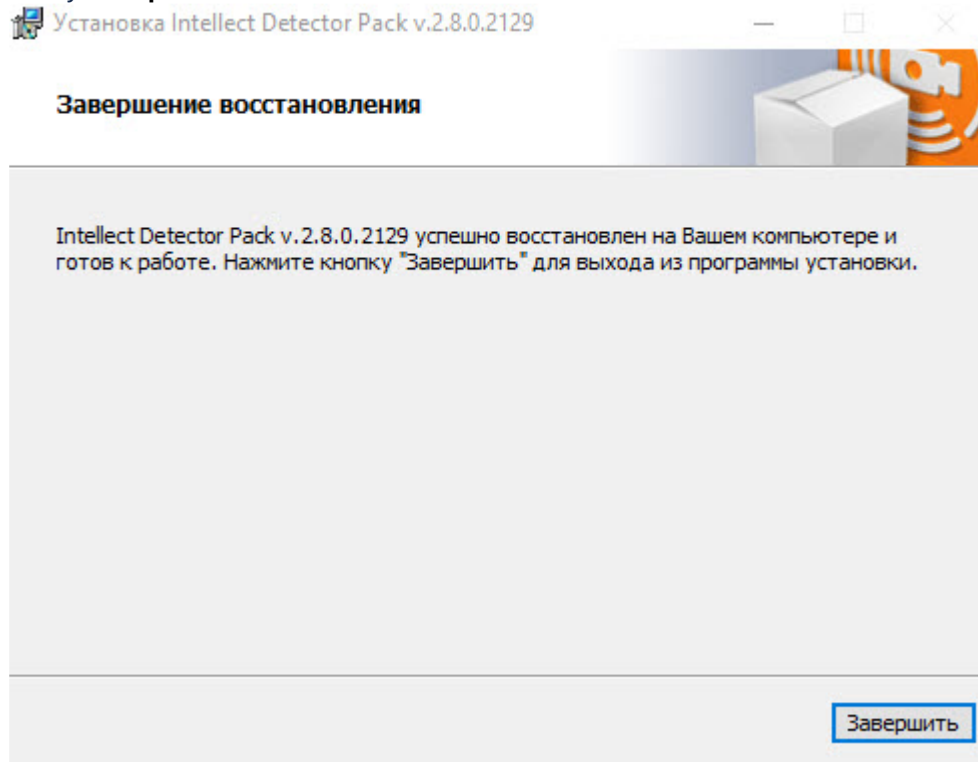 Установка Intellect Detector Pack v.2.8.0.2129
Завершение восстановления
Intellect Detector Pack v.2.8.0.2129 успешно восстановлен на Вашем компьютере и
готов к работе. Нажмите кнопку "Завершить" для выхода из программы установки.
Завершить